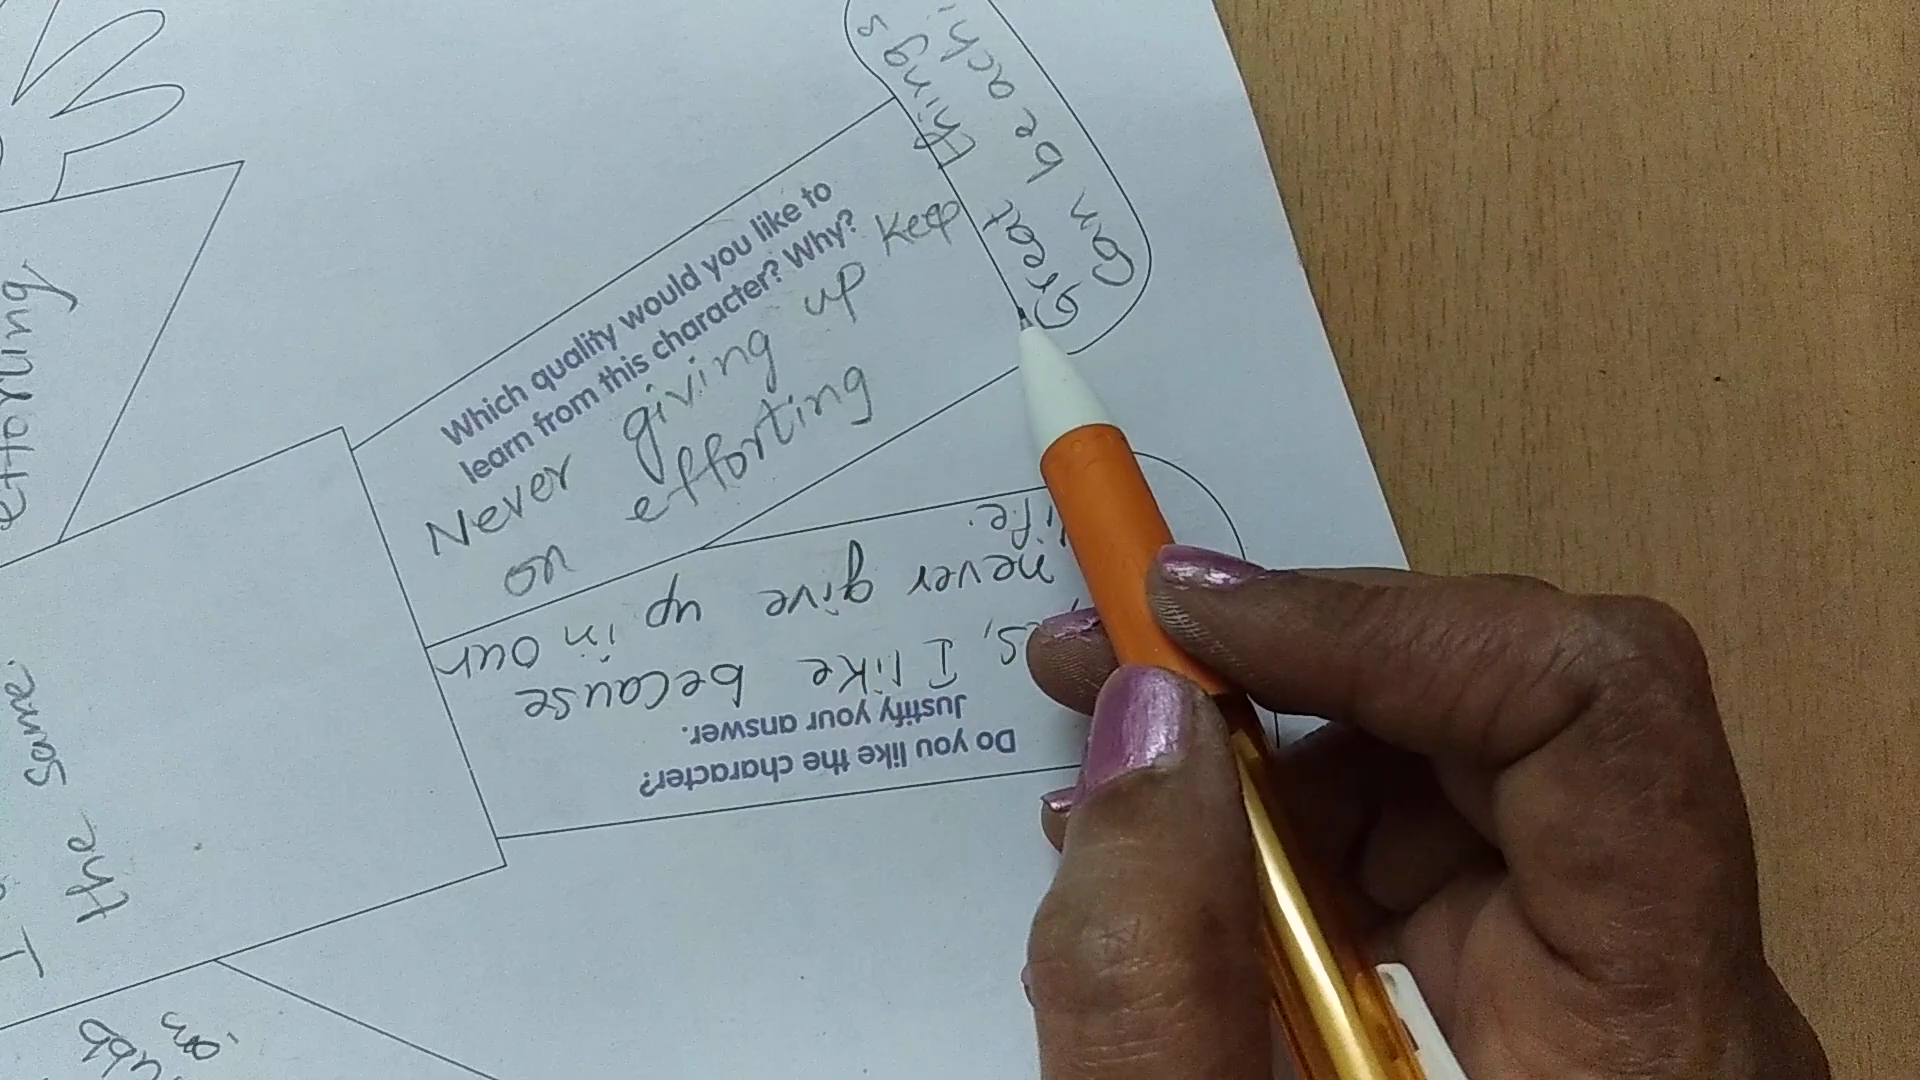 Which quality would you like to
learn from this character? Why?
Never giving up keep
on efforting
Great things
Can be achi
Do you like the character?
Justify your answer.
I like because
never give up in our
life.
efforting
the same.